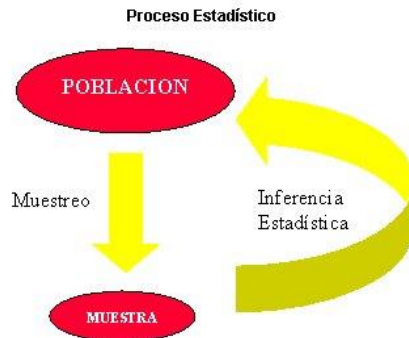 Proceso Estadístico
POBLACION
Muestreo
Inferencia
Estadística
MUESTRA